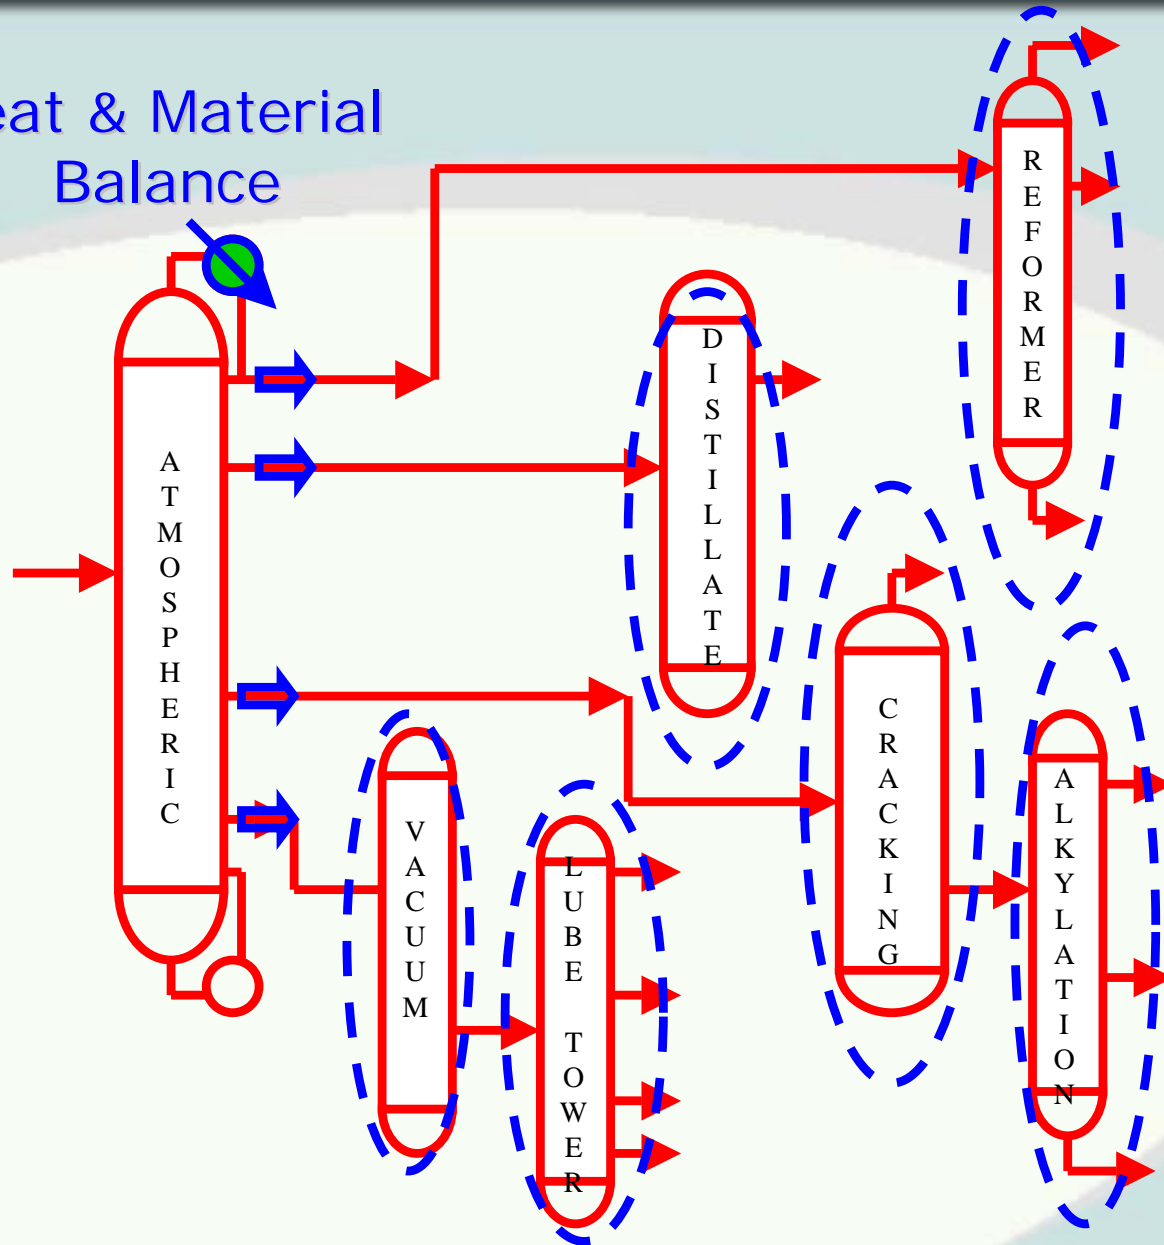 eat & Material
Balance
REFORMER
DISTILLATE
ATMOSPHERIC
CRACKING
VACUUM
ALKYLATION
LUBE TOWER